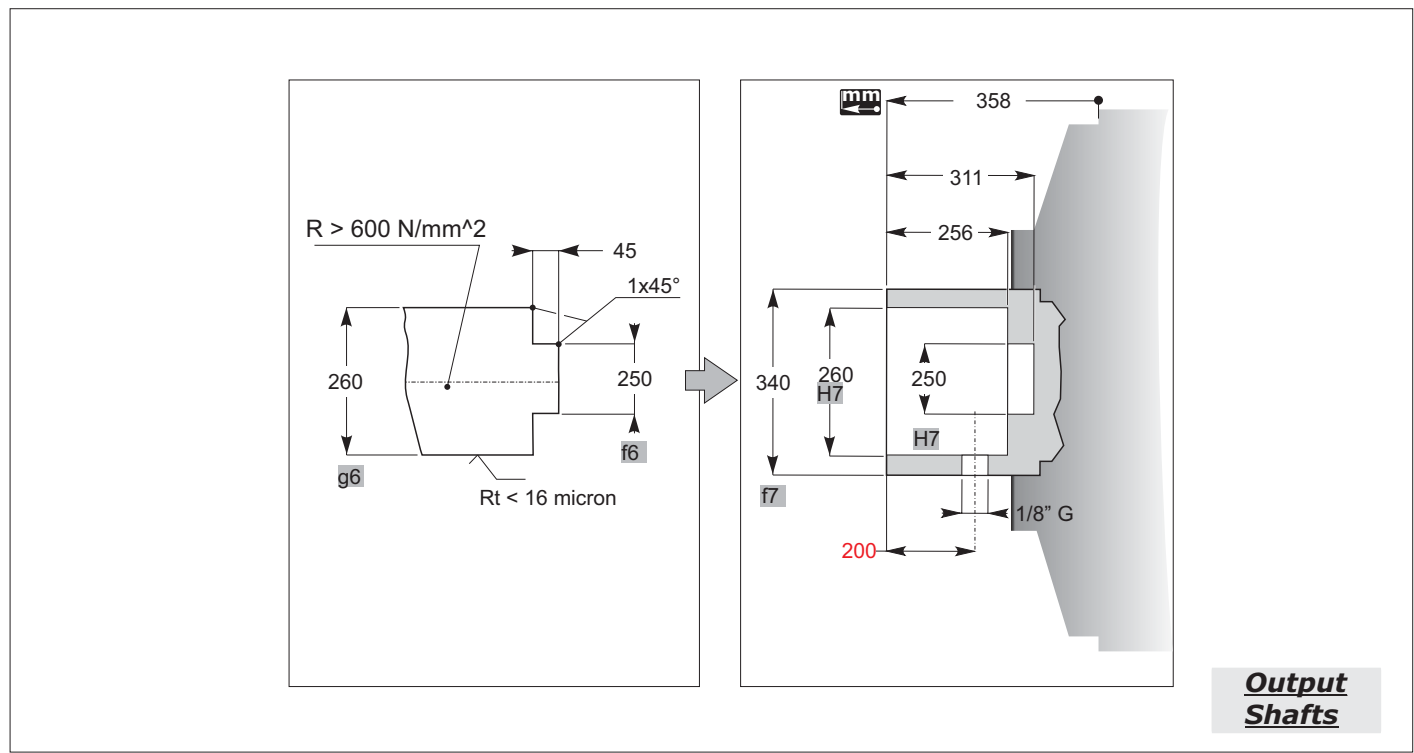 R > 600 N/mm^2
45
1x45°
260
250
g6
f6
Rt < 16 micron
mm
358
311
256
340
260
H7
250
H7
f7
1/8” G
200
Output
Shafts